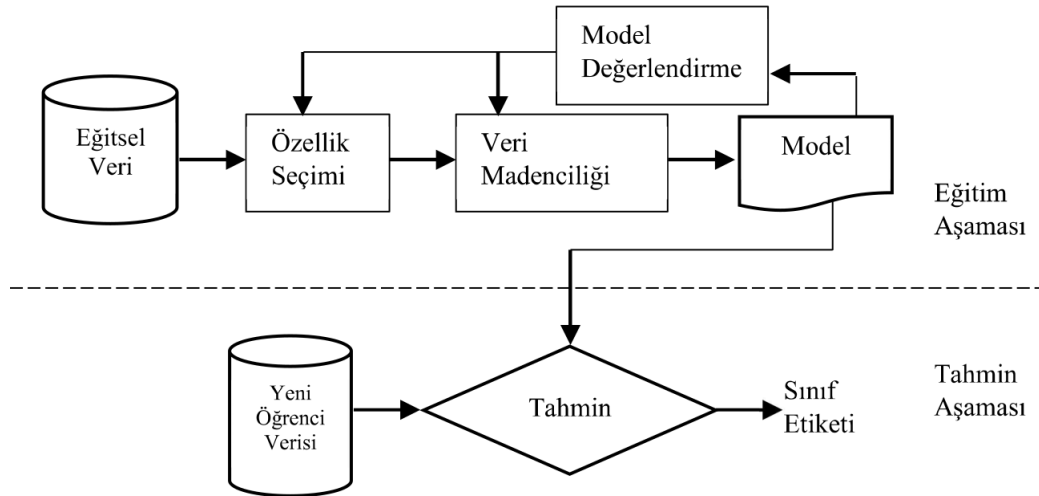 Model
Değerlendirme
Eğitsel
Veri
Özellik
Seçimi
Veri
Madenciliği
Model
Eğitim
Aşaması
Yeni
Öğrenci
Verisi
Tahmin
Sınıf
Etiketi
Tahmin
Aşaması